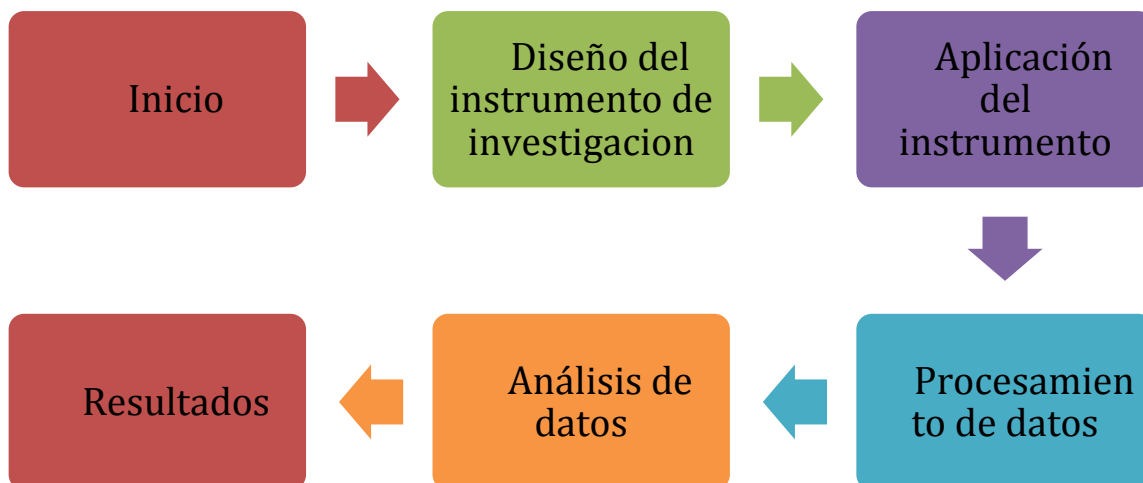 Inicio
Diseño del
instrumento de
investigacion
Aplicación
del
instrumento
Procesamien
to de datos
Análisis de
datos
Resultados